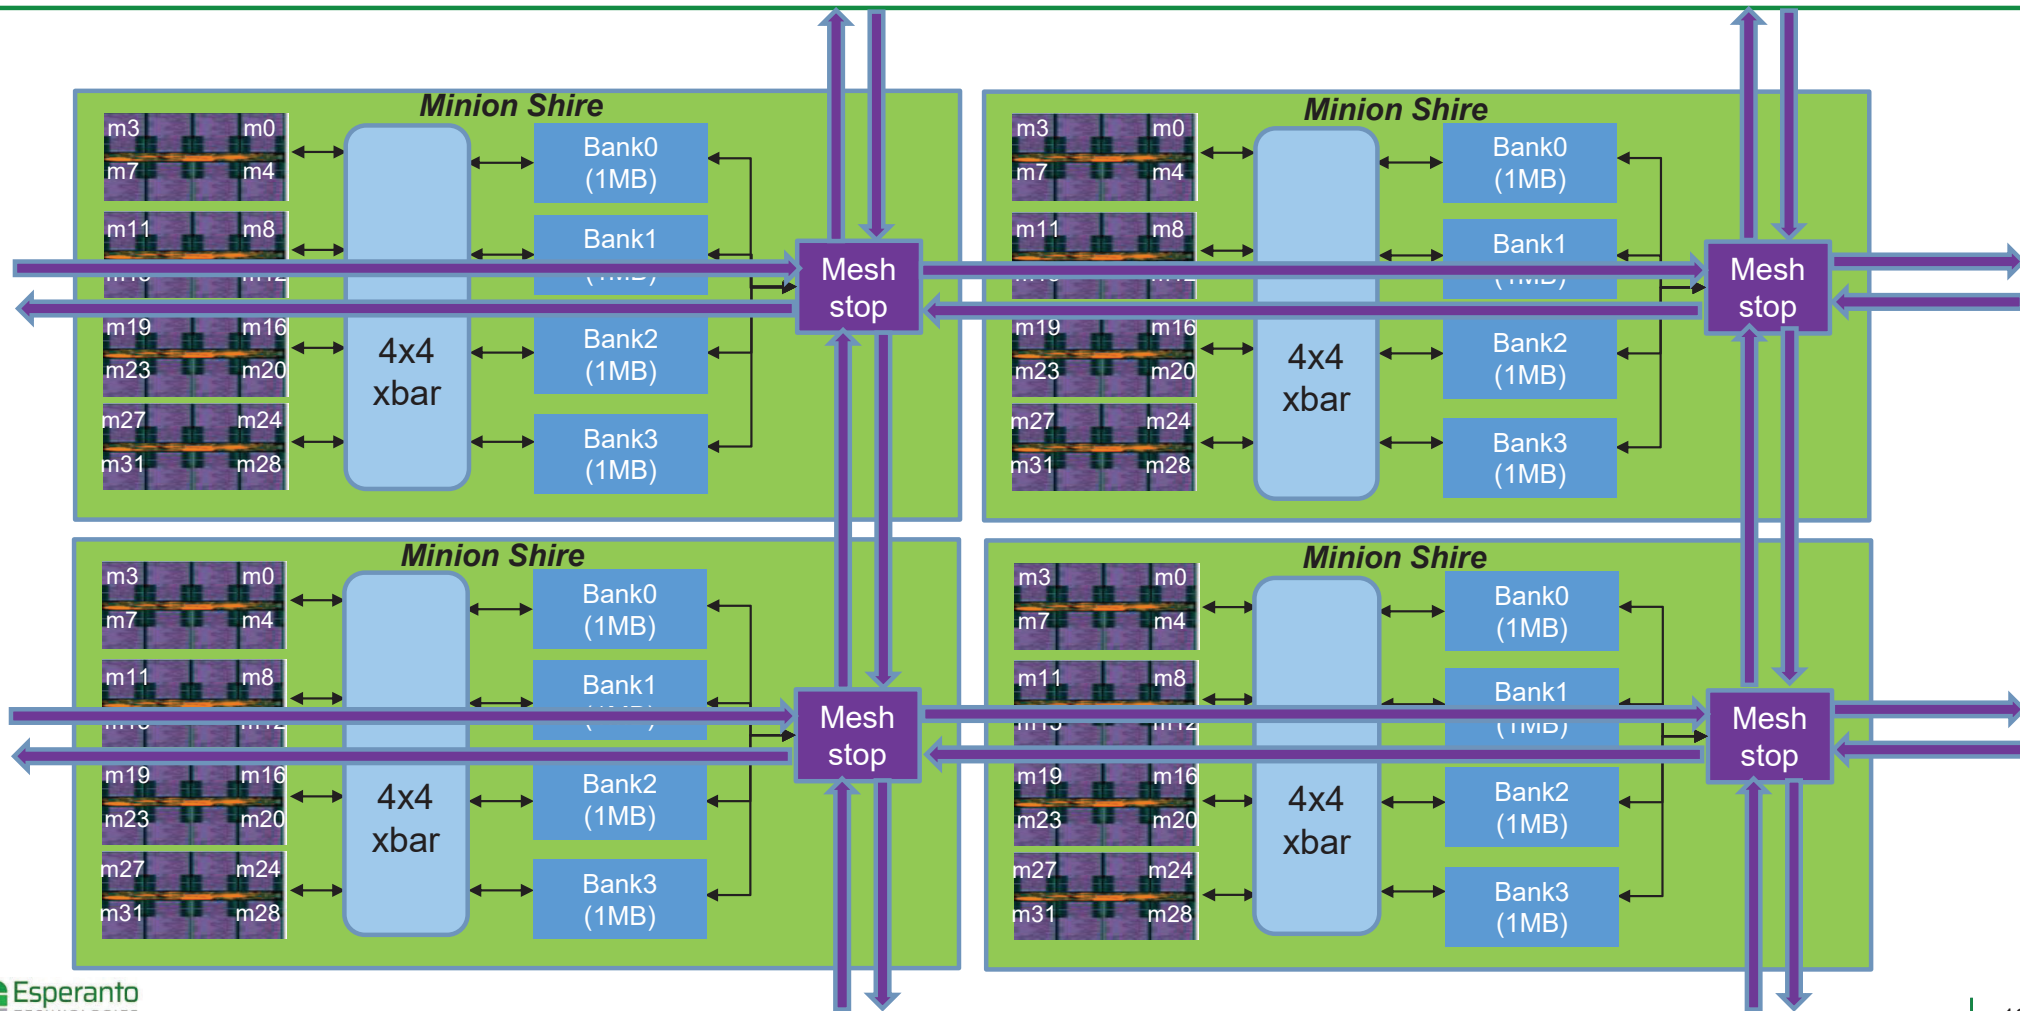 Minion Shire
m3 m0
m7 m4
m11 m8
m19 m16
m23 m20
m27 m24
m31 m28
4x4
xbar
Bank0
(1MB)
Bank1
Bank2
(1MB)
Bank3
(1MB)
Mesh
stop
Minion Shire
m3 m0
m7 m4
m11 m8
m19 m16
m23 m20
m27 m24
m31 m28
4x4
xbar
Bank0
(1MB)
Bank1
(1MB)
Bank2
(1MB)
Bank3
(1MB)
Mesh
stop
Minion Shire
m3 m0
m7 m4
m11 m8
m19 m16
m23 m20
m27 m24
m31 m28
4x4
xbar
Bank0
(1MB)
Bank1
Bank2
(1MB)
Bank3
(1MB)
Mesh
stop
Minion Shire
m3 m0
m7 m4
m11 m8
m19 m16
m23 m20
m27 m24
m31 m28
4x4
xbar
Bank0
(1MB)
Bank1
(1MB)
Bank2
(1MB)
Bank3
(1MB)
Mesh
stop
Esperanto